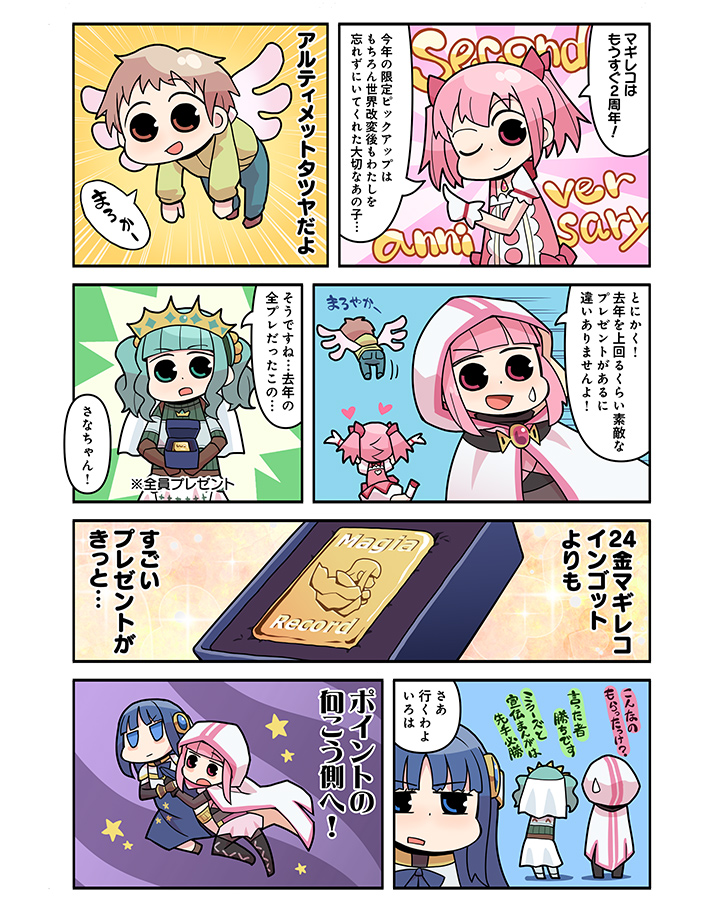 マギレコは
もうすぐ2周年!
Second
anniversary
今年の限定ピックアップは
もちろん世界改変後もわたしを
忘れずにいてくれた大切なあの子…
アルティメットタツヤだよ
まろかー
とにかく!
去年を上回るくらい素敵な
プレゼントがあるに
違いありませんよ!
まろやかー
そうですね…去年の
全プレだったこの…
※全員プレゼント
さなちゃん!
24金マギレコ
インゴット
よりも
Magia
Record
すごい
プレゼントが
きっと…
こんなの
もらったっけ?
言った者
勝ちです
ミラーズと
宣伝まんがは
先手必勝
さあ
行くわよ
いろは
ポイントの
向こう側へ!